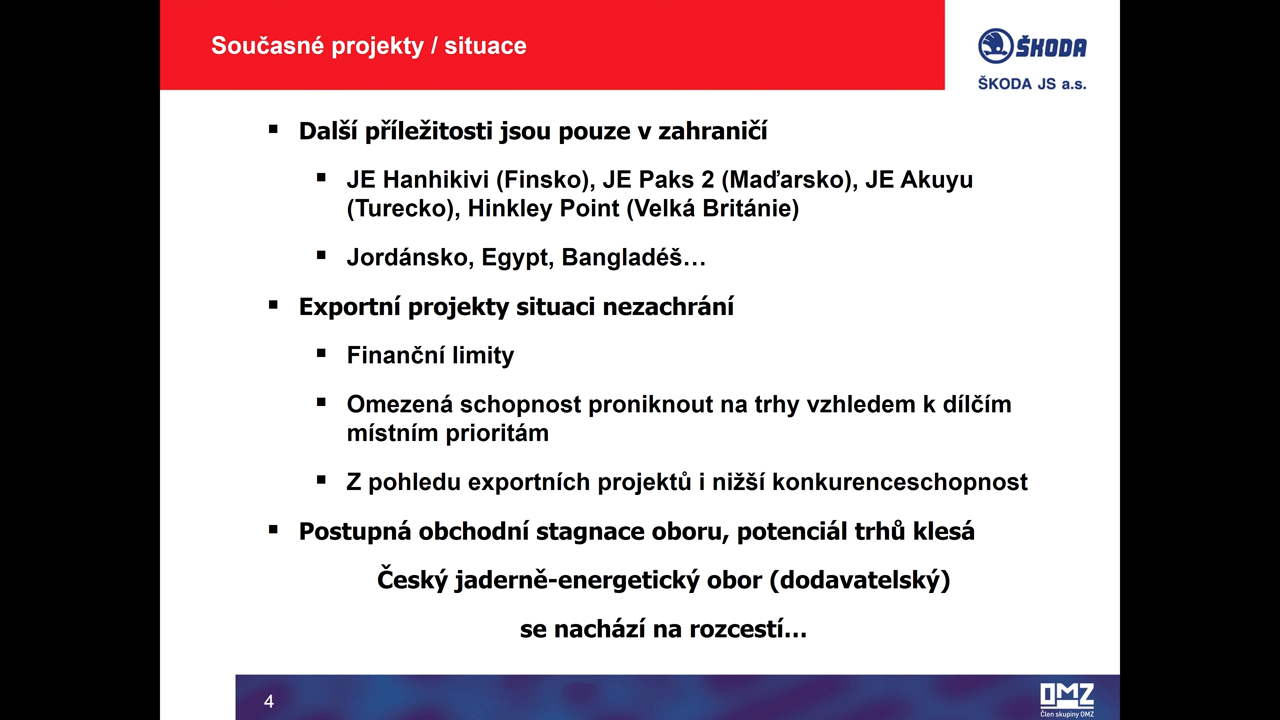 Současné projekty / situace
ŠKODA
ŠKODA JS a.s.
Další příležitosti jsou pouze v zahraničí
JE Hanhikivi (Finsko), JE Paks 2 (Maďarsko), JE Akuyu
(Turecko), Hinkley Point (Velká Británie)
Jordánsko, Egypt, Bangladéš…
Exportní projekty situaci nezachrání
Finanční limity
Omezená schopnost proniknout na trhy vzhledem k dílčím
místním prioritám
Z pohledu exportních projektů i nižší konkurenceschopnost
Postupná obchodní stagnace oboru, potenciál trhů klesá
Český jaderně-energetický obor (dodavatelský)
se nachází na rozcestí…
4
OMZ
Člen skupiny OMZ